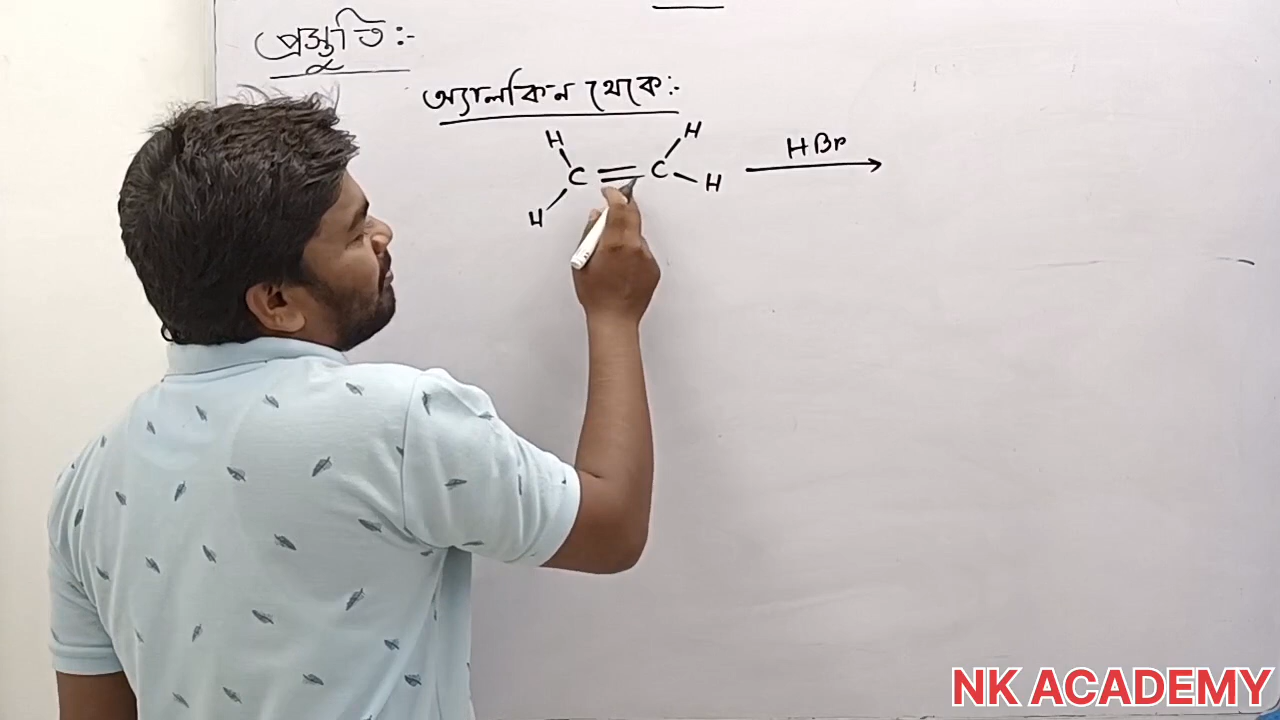 প্রস্তুতি :-
অ্যালকিন থেকে :-
H H
C = C HBr
H H
NK ACADEMY